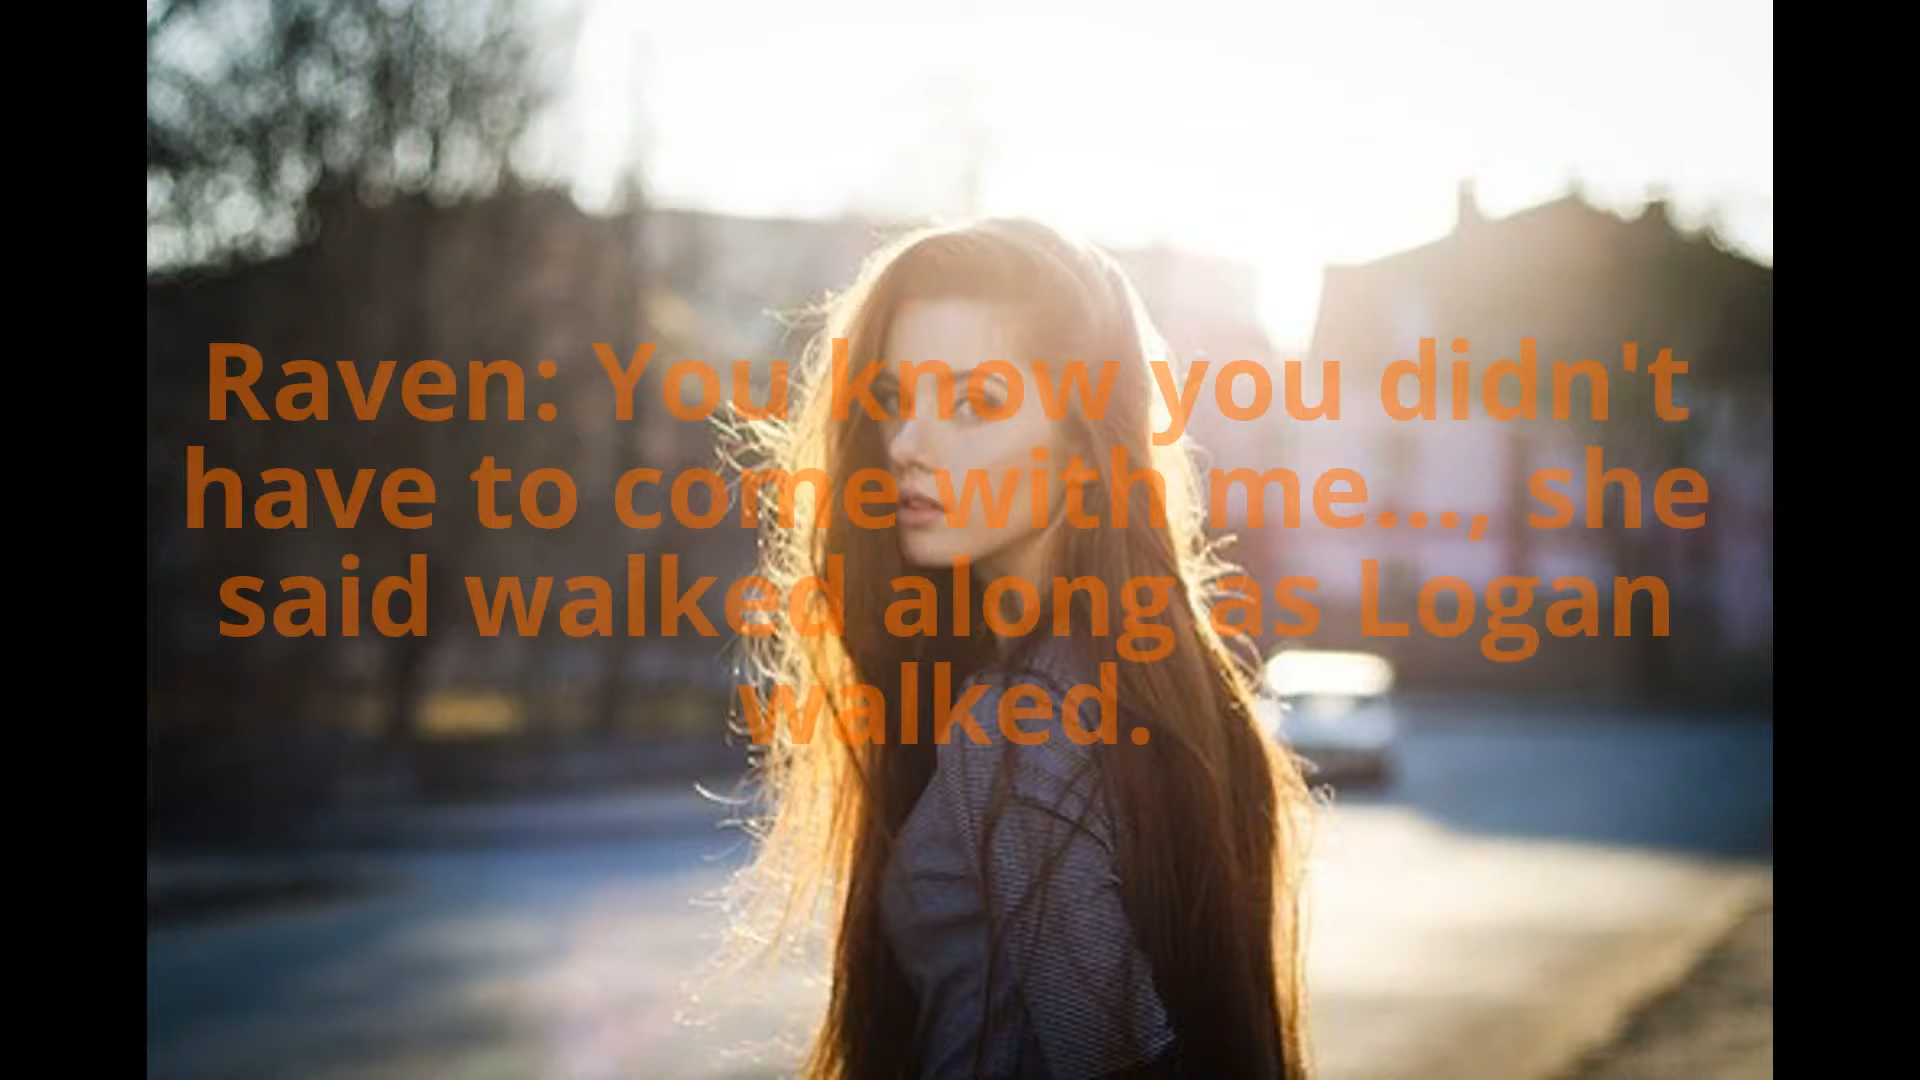 Raven: You know you didn't
have to come with me..., she
said walked along as Logan
walked.